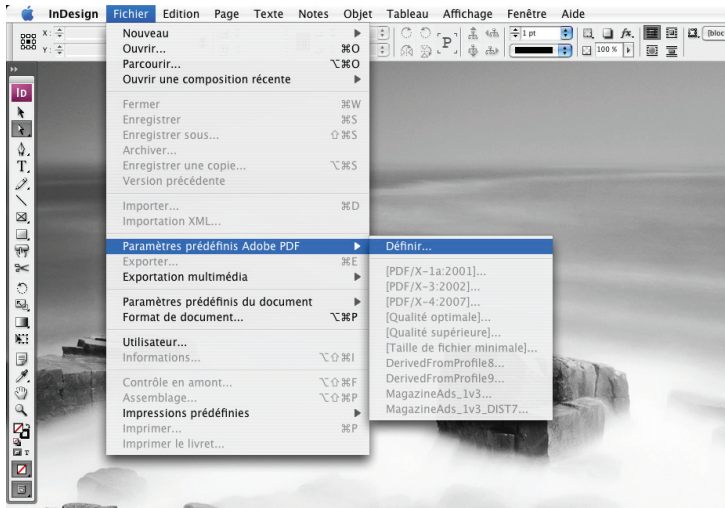 InDesign Fichier Edition Page Texte Notes Objet Tableau Affichage Fenêtre Aide
X:
Y:
P
1 pt
fx.
100 %
[bloc
ID
T
T
Nouveau
Ouvrir... ⌘O
Parcourir... ⌥⌘O
Ouvrir une composition récente
Fermer ⌘W
Enregistrer ⌘S
Enregistrer sous... ⇧⌘S
Archiver...
Enregistrer une copie... ⌥⌘S
Version précédente
Importer... ⌘D
Importation XML...
Paramètres prédéfinis Adobe PDF
Exporter... ⌘E
Exportation multimédia
Paramètres prédéfinis du document
Format de document... ⌥⌘P
Utilisateur...
Informations... ⌥⇧⌘I
Contrôle en amont... ⌥⇧⌘F
Assemblage... ⌥⇧⌘P
Impressions prédéfinies
Imprimer... ⌘P
Imprimer le livret...
Définir...
[PDF/X-1a:2001]...
[PDF/X-3:2002]...
[PDF/X-4:2007]...
[Qualité optimale]...
[Qualité supérieure]...
[Taille de fichier minimale]...
DerivedFromProfile8...
DerivedFromProfile9...
MagazineAds_1v3...
MagazineAds_1v3_DIST7...